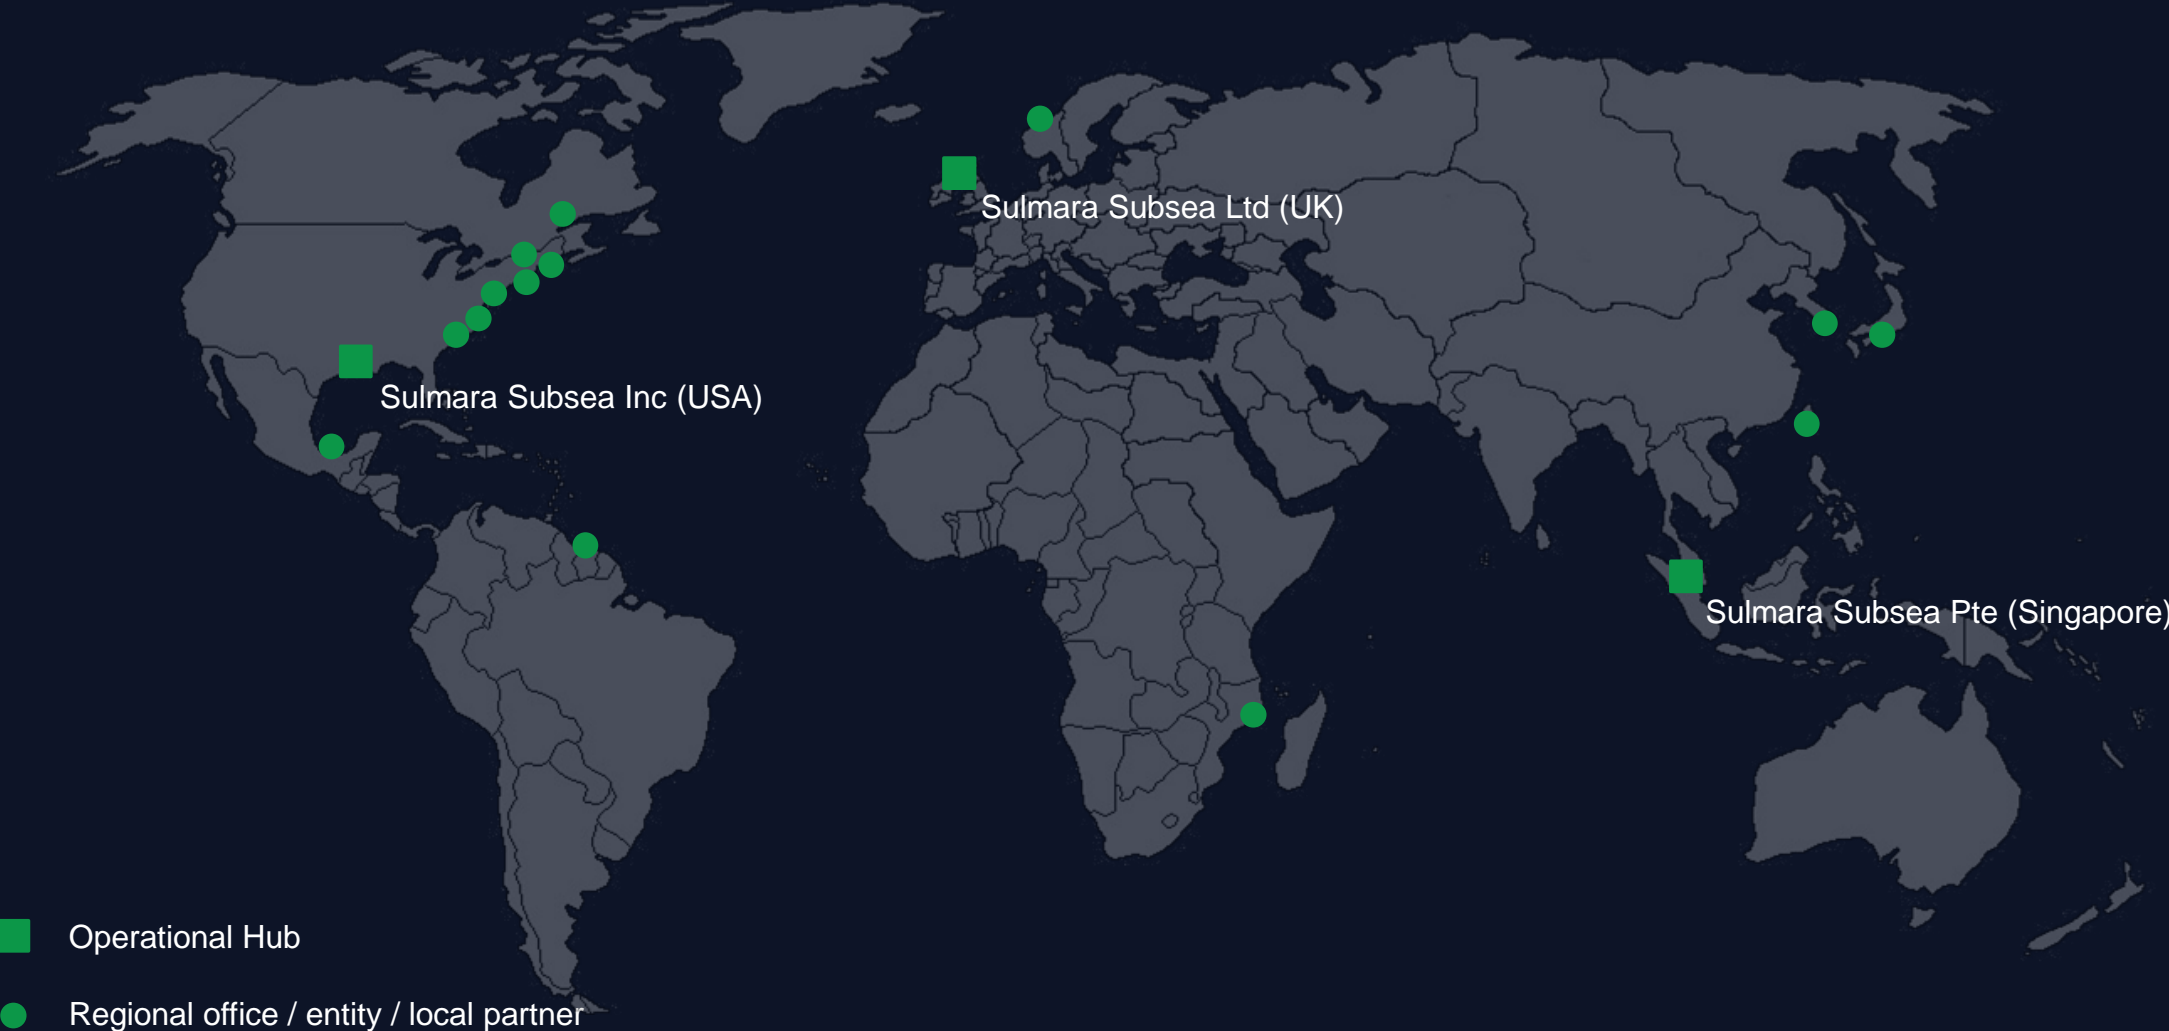 Sulmara Subsea Ltd (UK)
Sulmara Subsea Inc (USA)
Sulmara Subsea Pte (Singapore)
Operational Hub
Regional office / entity / local partner